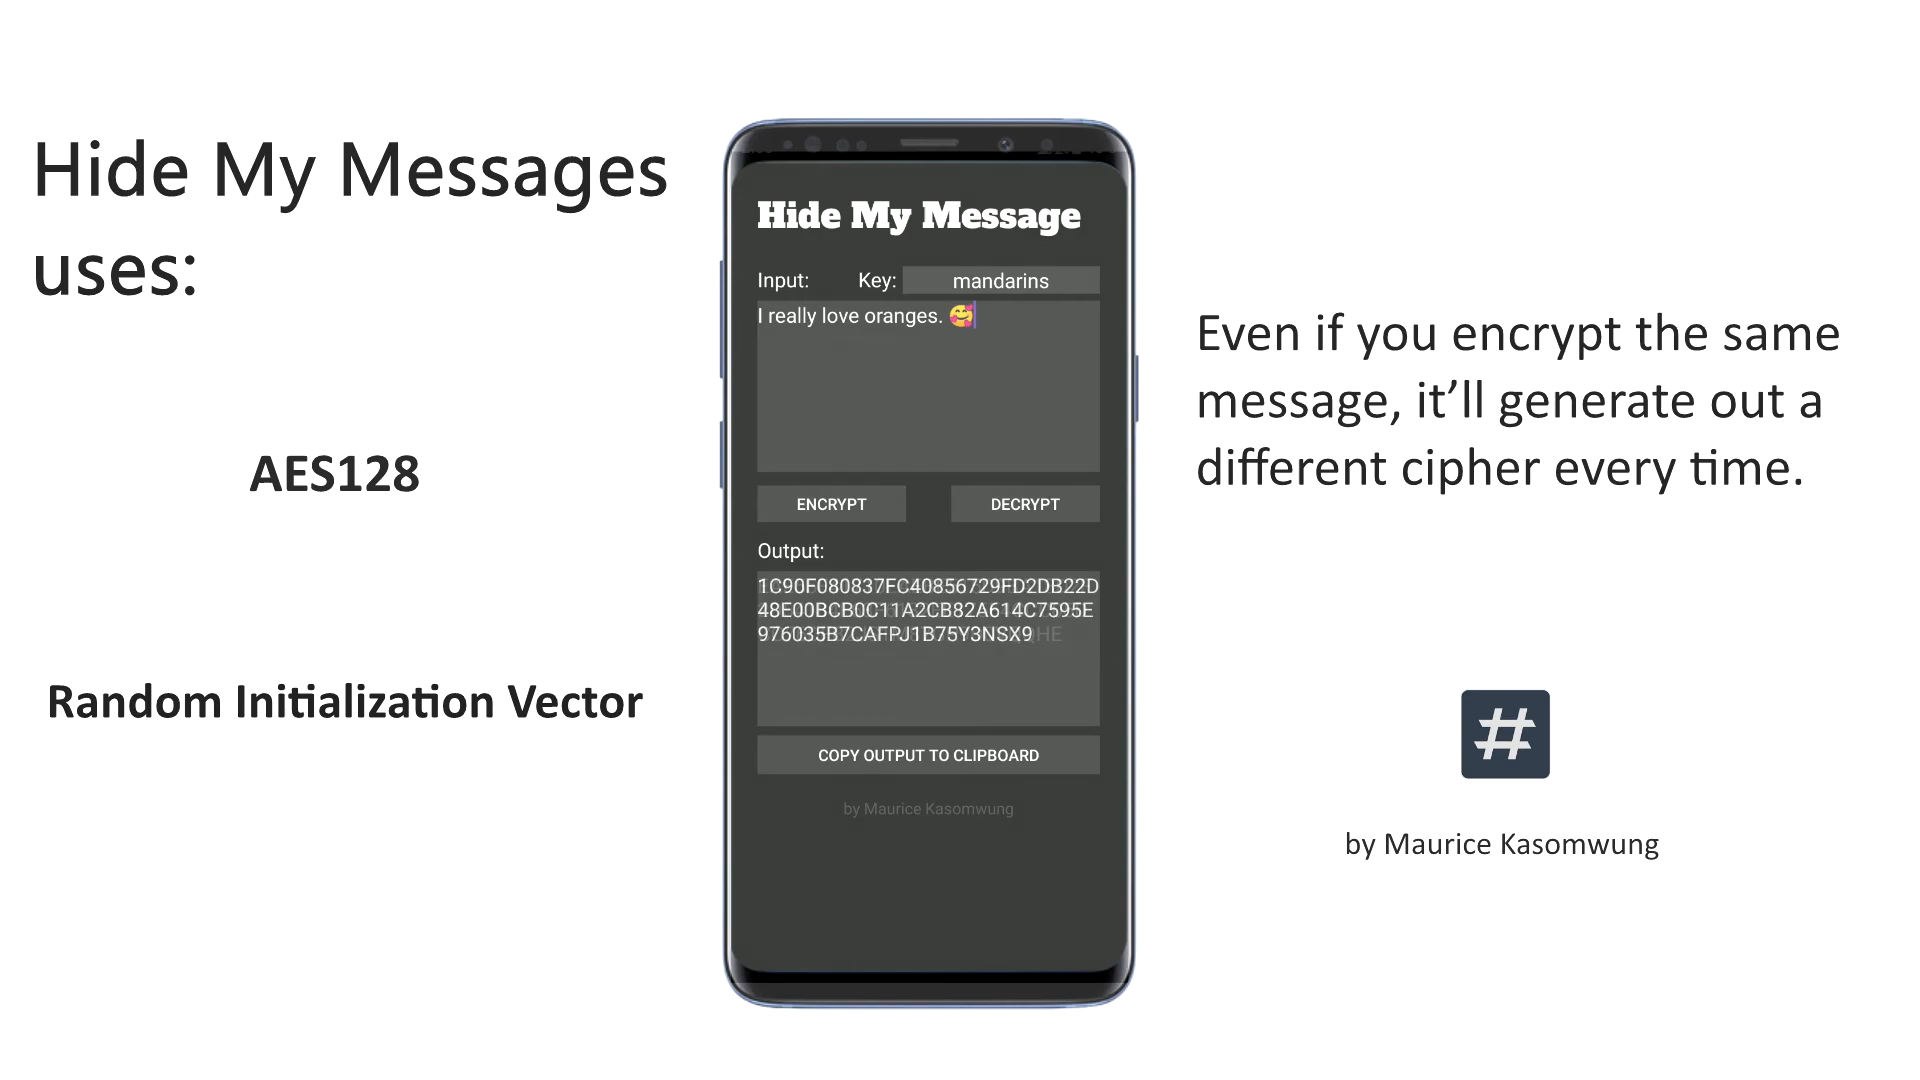 Hide My Messages
uses:
AES128
Random Initialization Vector
Hide My Message
Input:
Key:
mandarins
I really love oranges. 🥰
ENCRYPT
DECRYPT
Output:
1C90F080837FC40856729FD2DB22D
48E00BCB0C11A2CB82A614C7595E
976035B7CAFPJ1B75Y3NSX9
COPY OUTPUT TO CLIPBOARD
by Maurice Kasomwung
Even if you encrypt the same
message, it’ll generate out a
different cipher every time.
#
by Maurice Kasomwung